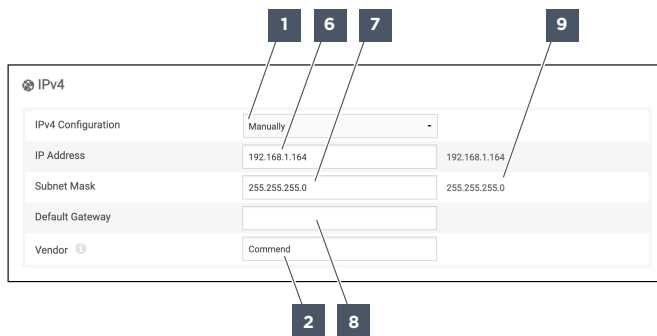 1 6 7 9
IPv4
IPv4 Configuration Manually
IP Address 192.168.1.164 192.168.1.164
Subnet Mask 255.255.255.0 255.255.255.0
Default Gateway
Vendor i Commend
2 8